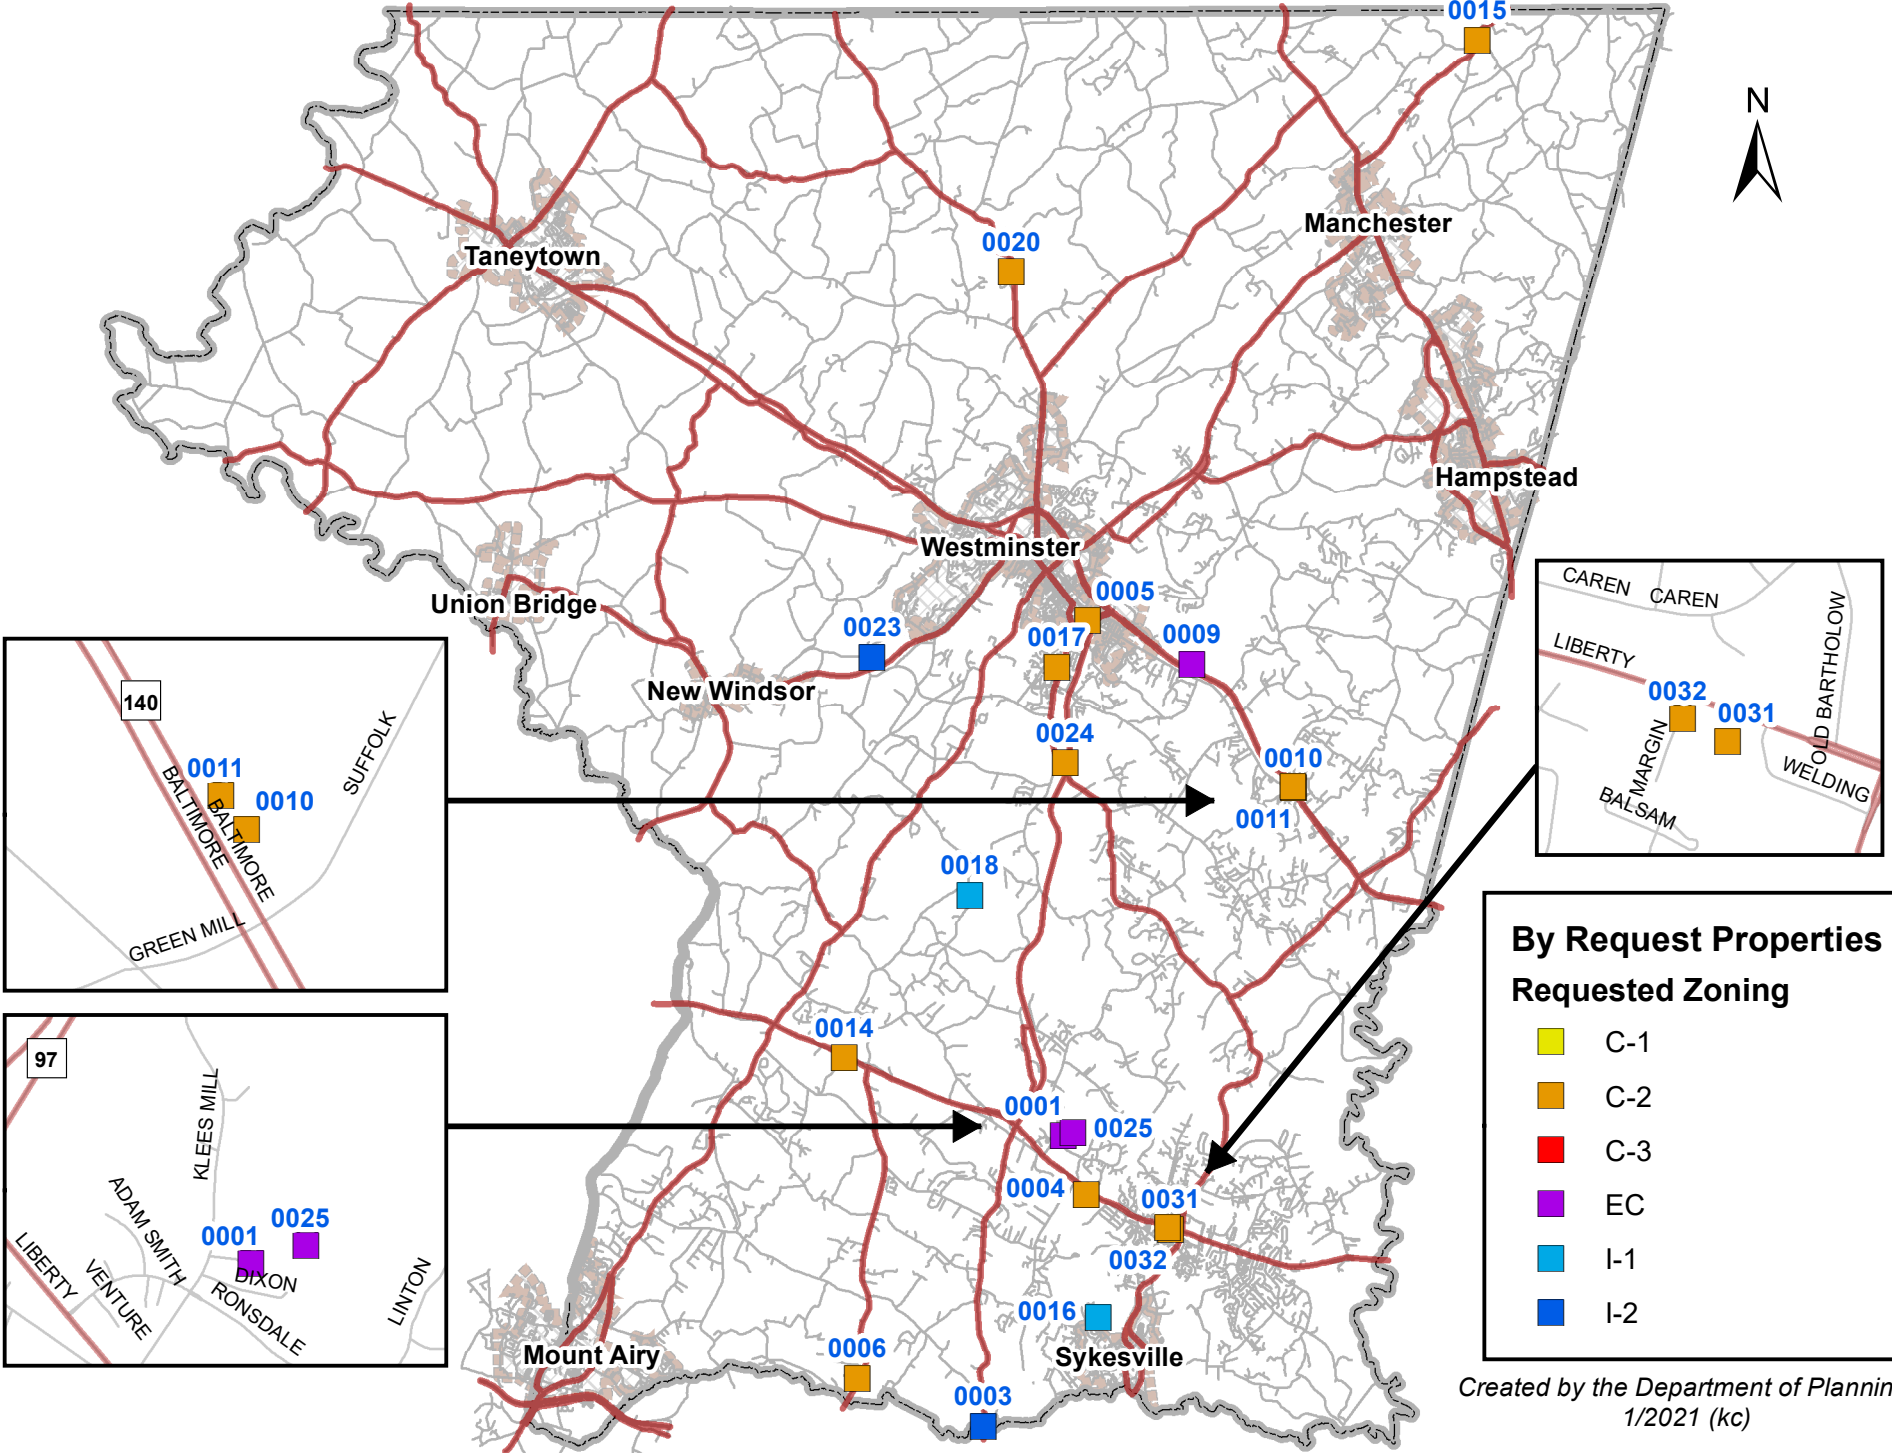 0015
N
Manchester
Taneytown
0020
Hampstead
Westminster
Union Bridge
0005
0023
0017
0009
New Windsor
0024
0010
0011
0018
0014
0001
0025
0004
0031
0032
0016
Mount Airy
0006
Sykesville
0003
140
SUFFOLK
0011
0010
BALTIMORE
BALTIMORE
GREEN MILL
97
KLEES MILL
ADAM SMITH
0001
0025
LIBERTY
VENTURE
DIXON
RONSDALE
LINTON
CAREN
CAREN
LIBERTY
OLD BARTHOLOW
0032
0031
MARGIN
WELDING
BALSAM
By Request Properties
Requested Zoning
C-1
C-2
C-3
EC
I-1
I-2
Created by the Department of Plannin
1/2021 (kc)